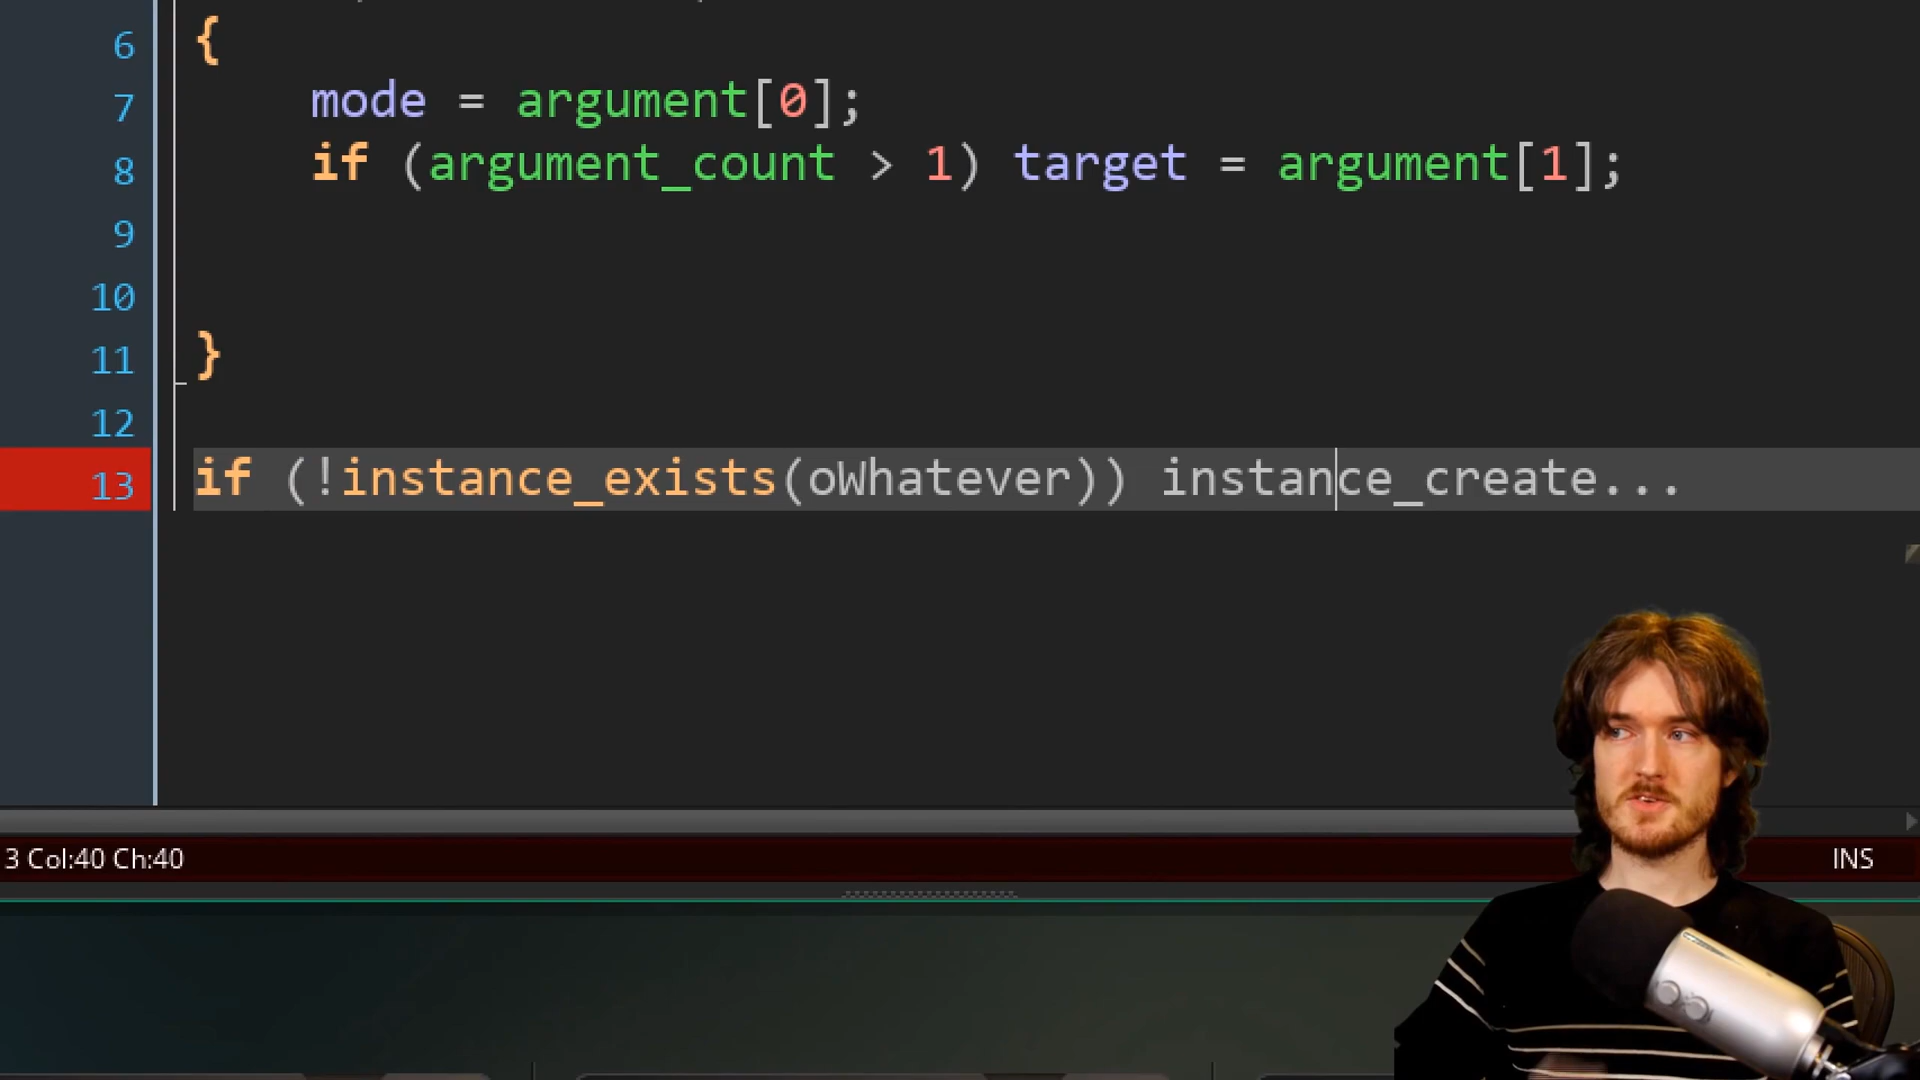 6 {
7 mode = argument[0];
8 if (argument_count > 1) target = argument[1];
9
10
11 }
12
13 if (!instance_exists(oWhatever)) instance_create...
3 Col:40 Ch:40
INS